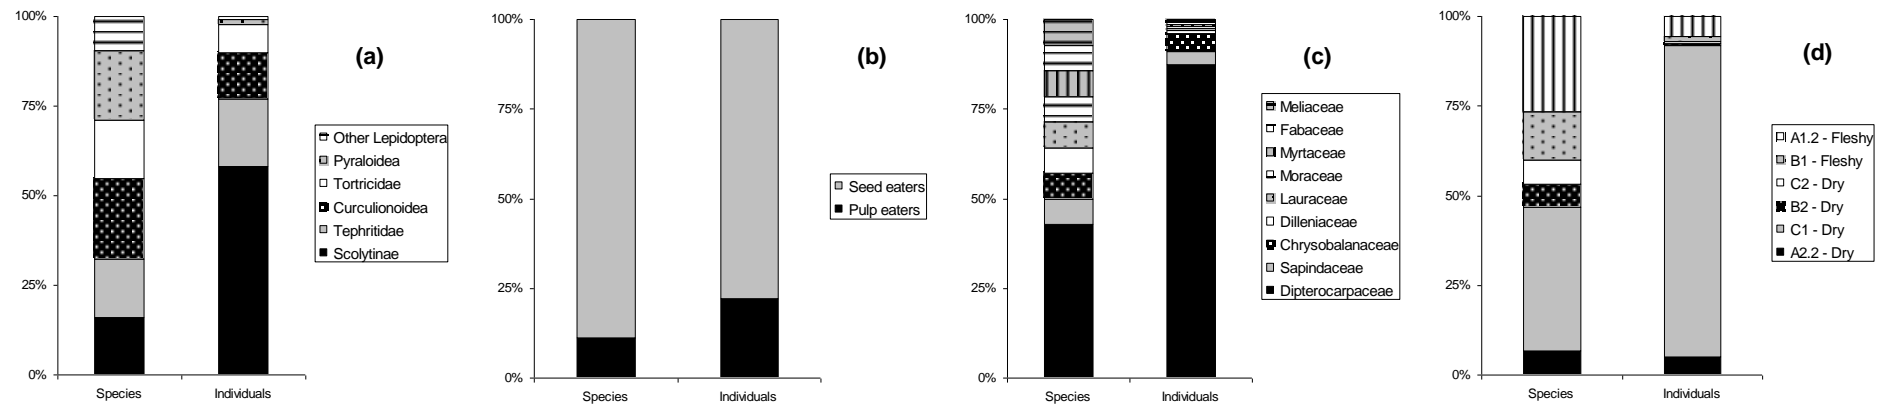 100%
75%
50%
25%
0%
Species
Individuals
(a)
Other Lepidoptera
Pyraloidea
Tortricidae
Curculionoidea
Tephritidae
Scolytinae
100%
75%
50%
25%
0%
Species
Individuals
(b)
Seed eaters
Pulp eaters
100%
75%
50%
25%
0%
Species
Individuals
(c)
Meliaceae
Fabaceae
Myrtaceae
Moraceae
Lauraceae
Dilleniaceae
Chrysobalanaceae
Sapindaceae
Dipterocarpaceae
100%
75%
50%
25%
0%
Species
Individuals
(d)
A1.2 - Fleshy
B1 - Fleshy
C2 - Dry
B2 - Dry
C1 - Dry
A2.2 - Dry